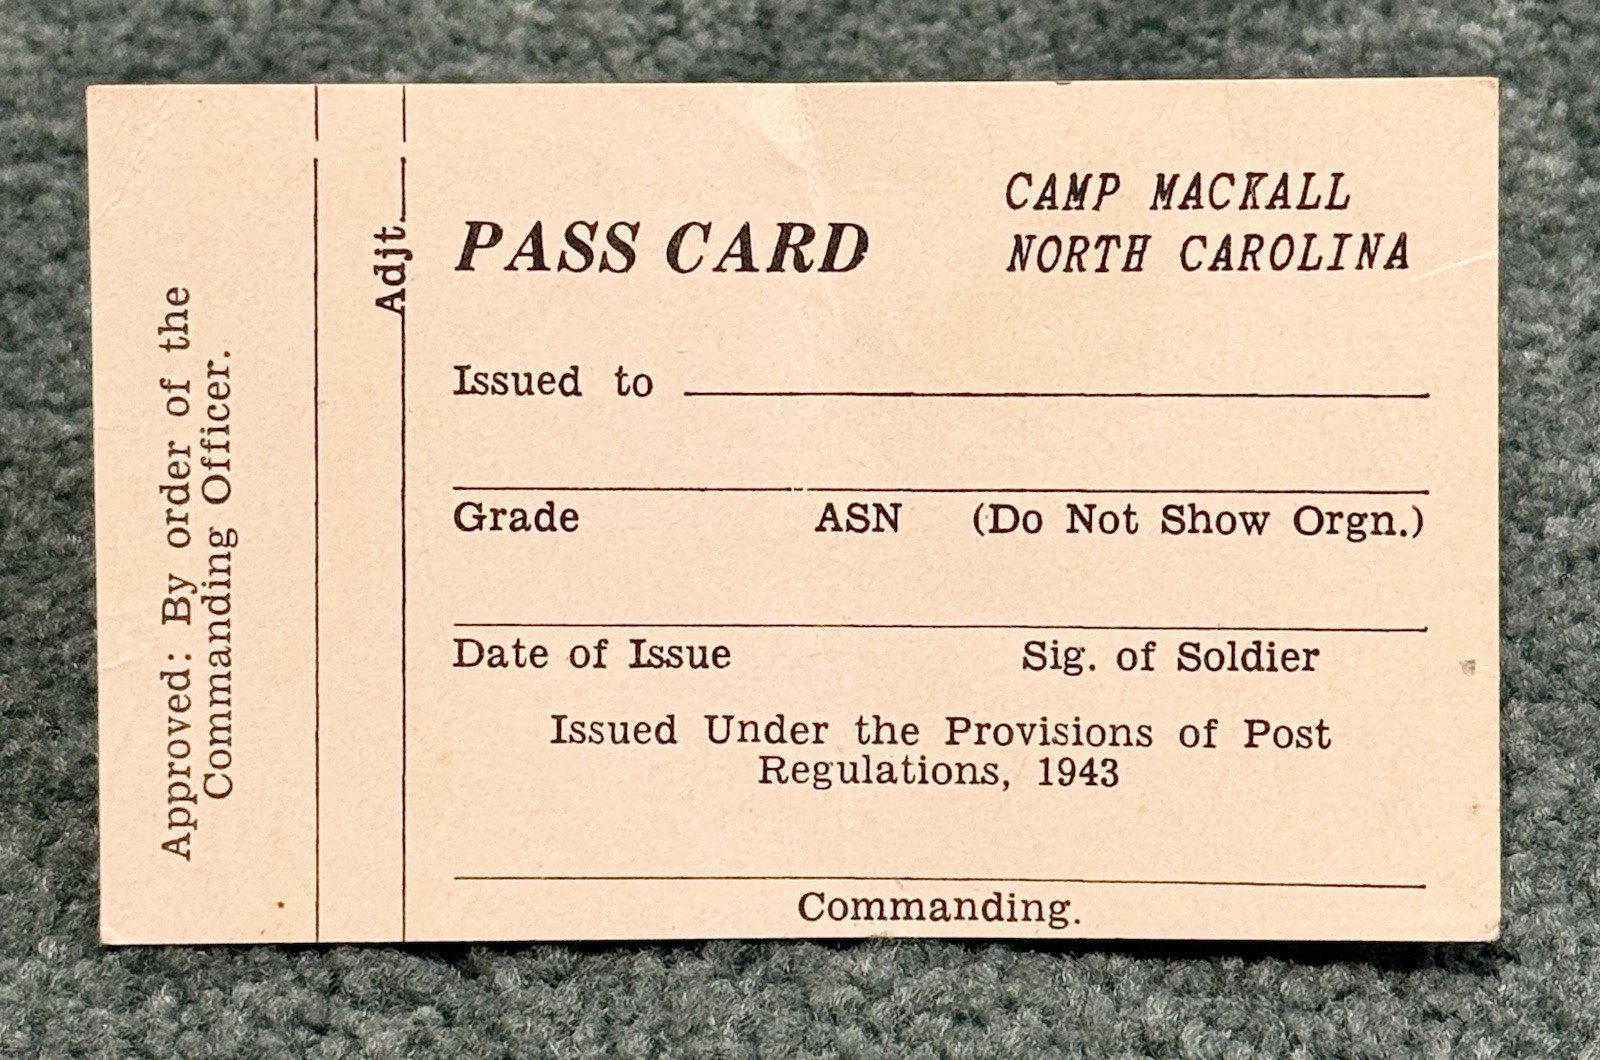 Approved: By order of the
Commanding Officer.
Adjt.
PASS CARD
CAMP MACKALL
NORTH CAROLINA
Issued to
Grade ASN (Do Not Show Orgn.)
Date of Issue Sig. of Soldier
Issued Under the Provisions of Post
Regulations, 1943
Commanding.